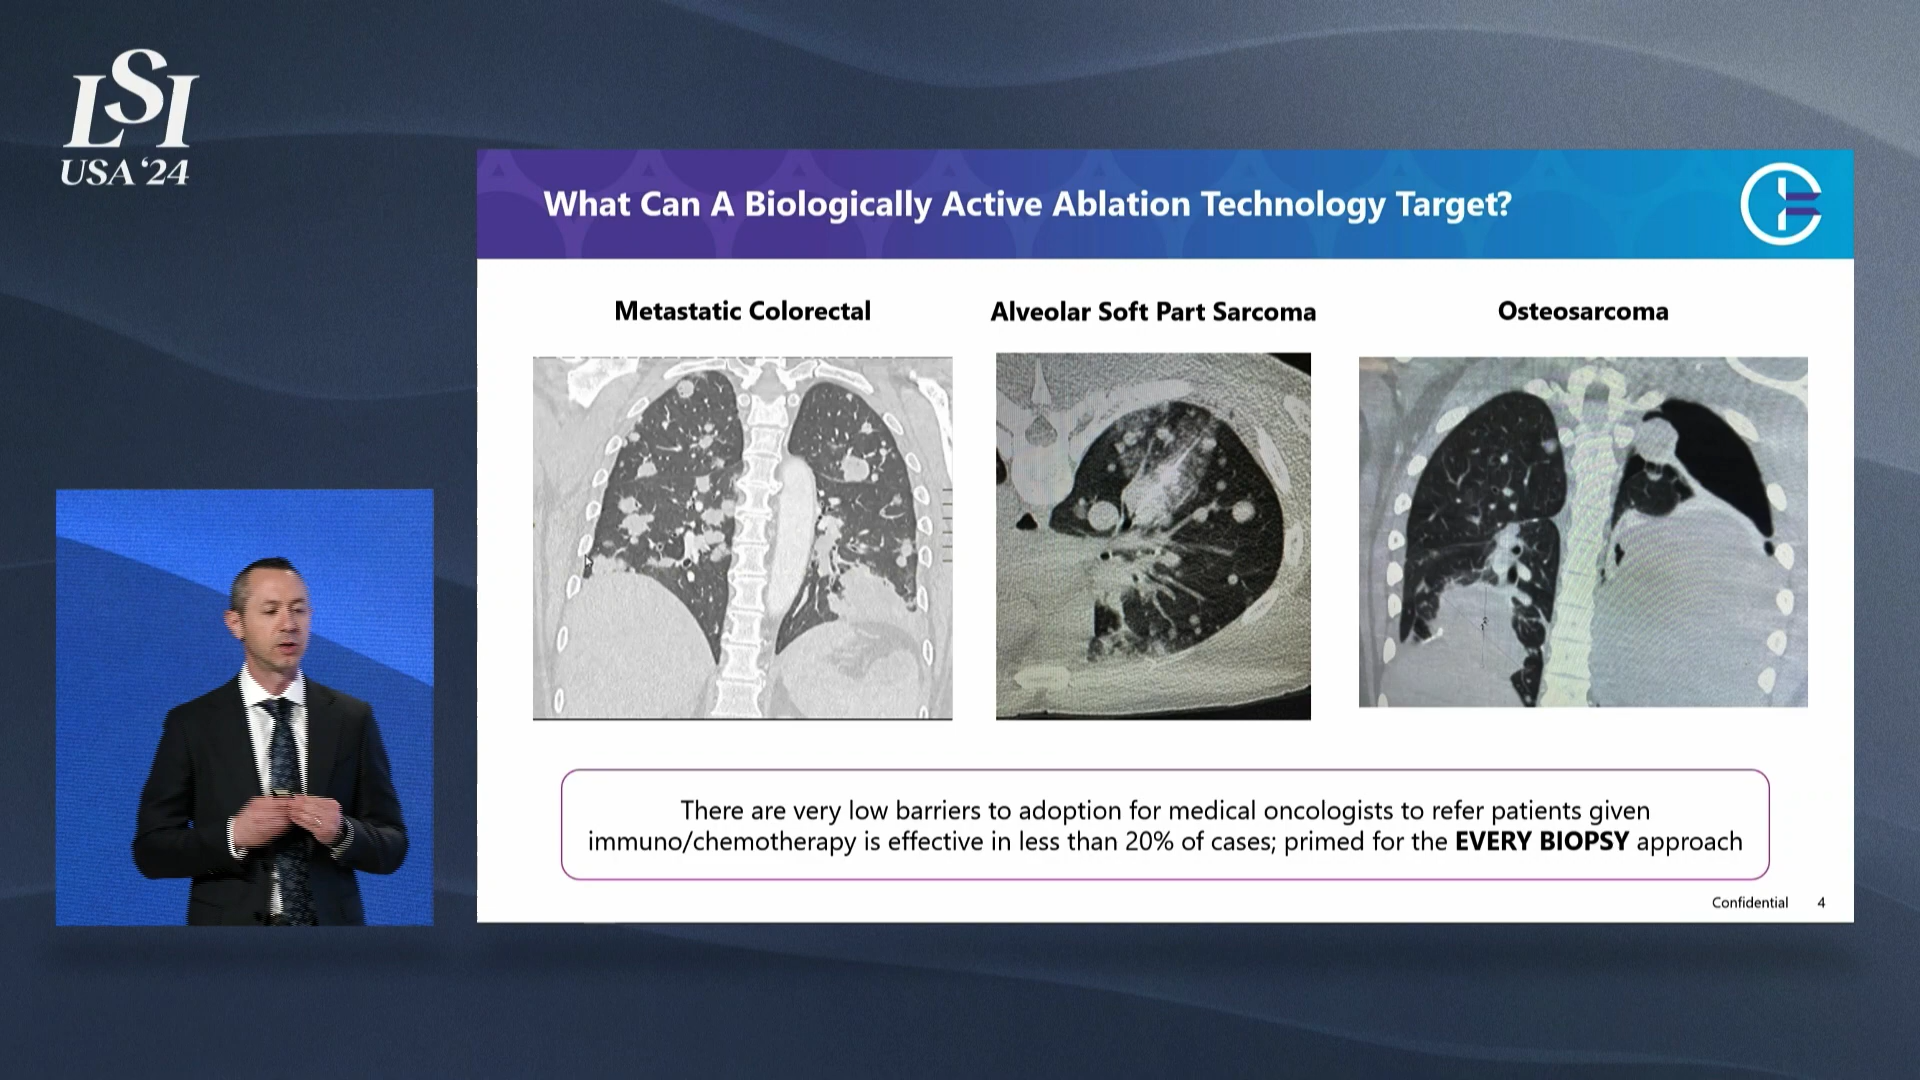 LSI
USA '24
What Can A Biologically Active Ablation Technology Target?
Metastatic Colorectal
Alveolar Soft Part Sarcoma
Osteosarcoma
There are very low barriers to adoption for medical oncologists to refer patients given
immuno/chemotherapy is effective in less than 20% of cases; primed for the EVERY BIOPSY approach
Confidential 4